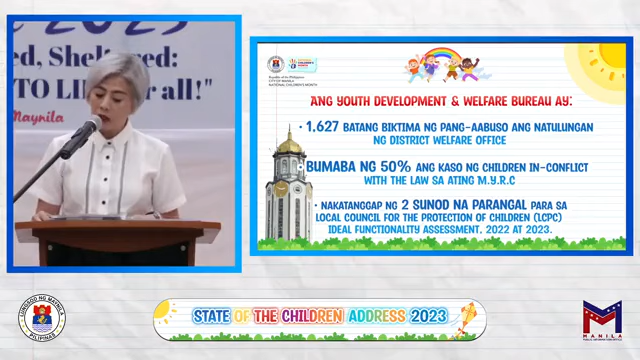 2023
ed, Sheltered:
TO LI or all!"
Maynila
Republic of the Philippines
CITY OF MANILA
NATIONAL CHILDREN'S MONTH
ANG YOUTH DEVELOPMENT & WELFARE BUREAU AY:
• 1,627 BATANG BIKTIMA NG PANG-AABUSO ANG NATULUNGAN
NG DISTRICT WELFARE OFFICE
• BUMABA NG 50% ANG KASO NG CHILDREN IN-CONFLICT
WITH THE LAW SA ATING M.Y.R.C
• NAKATANGGAP NG 2 SUNOD NA PARANGAL PARA SA
LOCAL COUNCIL FOR THE PROTECTION OF CHILDREN (LCPC)
IDEAL FUNCTIONALITY ASSESSMENT, 2022 AT 2023.
LUNGSOD NG MAYNILA
PILIPINAS
STATE OF THE CHILDREN ADDRESS 2023
MANILA